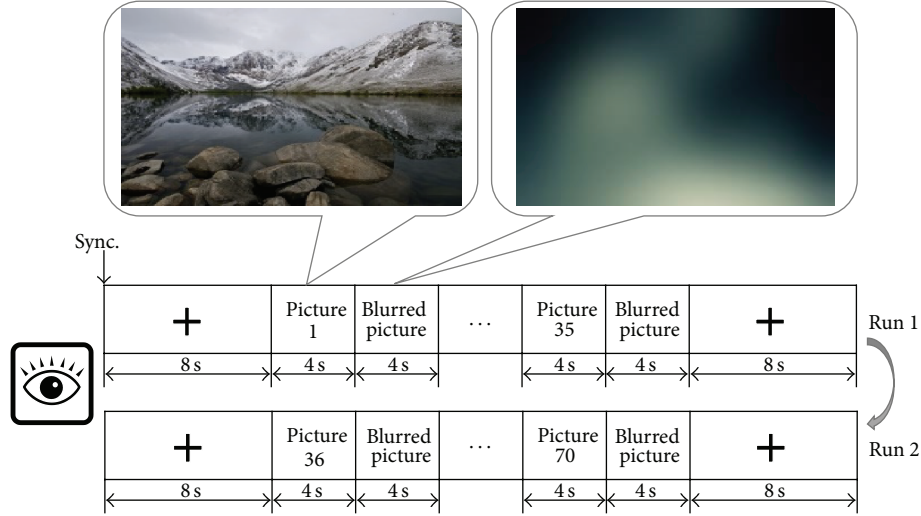 Sync.
+ Picture 1 Blurred picture ... Picture 35 Blurred picture + Run 1
8 s 4 s 4 s 4 s 4 s 8 s
+ Picture 36 Blurred picture ... Picture 70 Blurred picture + Run 2
8 s 4 s 4 s 4 s 4 s 8 s